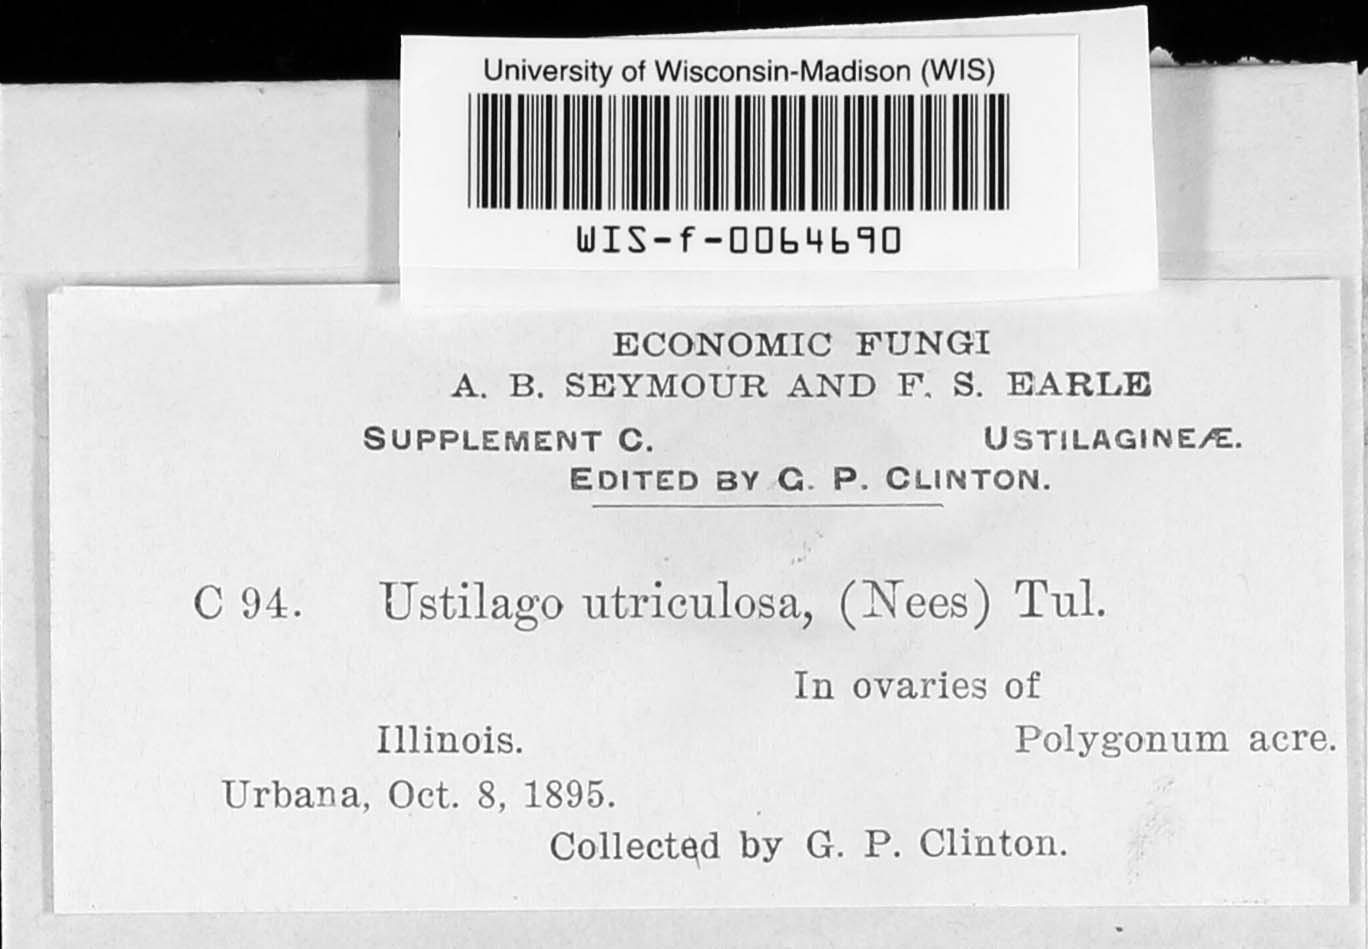 University of Wisconsin-Madison (WIS)
WIS-f-0064690
ECONOMIC FUNGI
A. B. SEYMOUR AND F. S. EARLE
SUPPLEMENT C. USTILAGINEÆ.
EDITED BY G. P. CLINTON.
C 94. Ustilago utriculosa, (Nees) Tul.
In ovaries of
Illinois. Polygonum acre.
Urbana, Oct. 8, 1895.
Collected by G. P. Clinton.